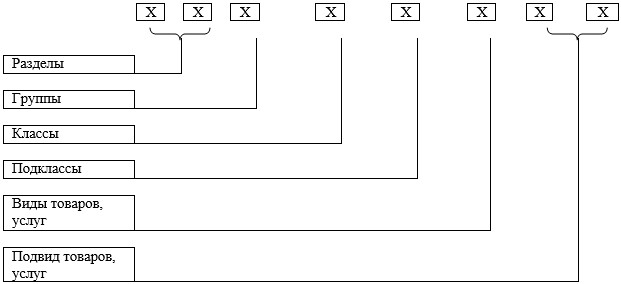 X X X X X X X X
Разделы
Группы
Классы
Подклассы
Виды товаров,
услуг
Подвид товаров,
услуг